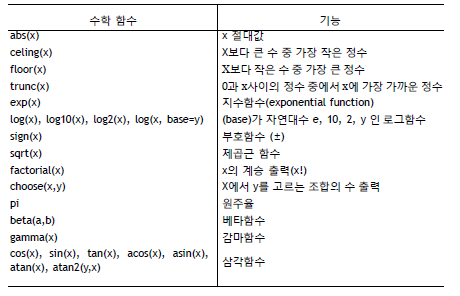 수학 함수 기능
abs(x) x 절대값
celing(x) X보다 큰 수 중 가장 작은 정수
floor(x) X보다 작은 수 중 가장 큰 정수
trunc(x) 0과 x사이의 정수 중에서 x에 가장 가까운 정수
exp(x) 지수함수(exponential function)
log(x), log10(x), log2(x), log(x, base=y) (base)가 자연대수 e, 10, 2, y 인 로그함수
sign(x) 부호함수 (±)
sqrt(x) 제곱근 함수
factorial(x) x의 계승 출력(x!)
choose(x,y) X에서 y를 고르는 조합의 수 출력
pi 원주율
beta(a,b) 베타함수
gamma(x) 감마함수
cos(x), sin(x), tan(x), acos(x), asin(x),
atan(x), atan2(y,x) 삼각함수